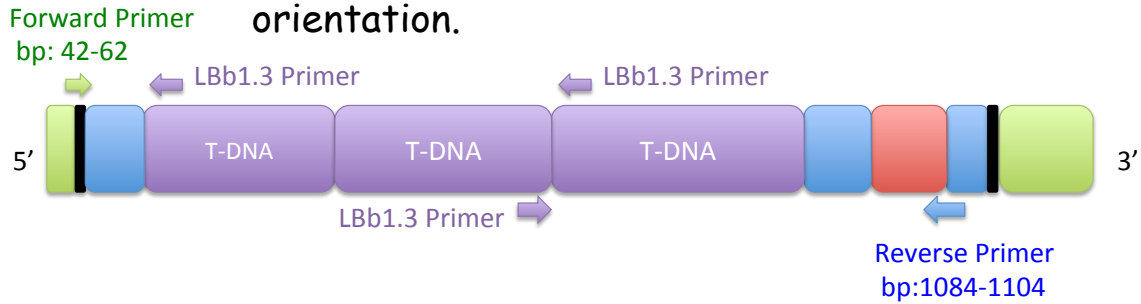 orientation.
Forward Primer
bp: 42-62
LBb1.3 Primer
LBb1.3 Primer
5’
T-DNA
T-DNA
T-DNA
3’
LBb1.3 Primer
Reverse Primer
bp:1084-1104